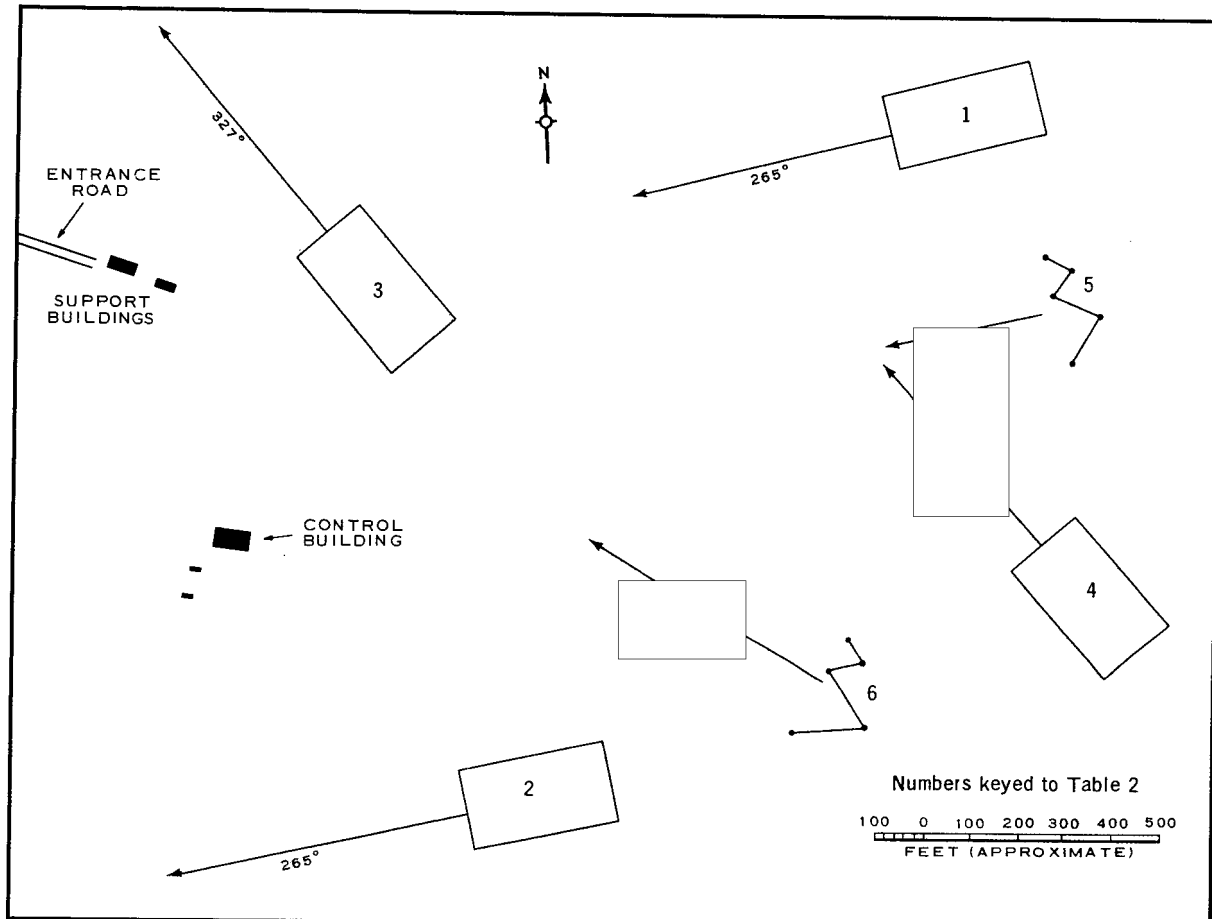 N
327°
1
265°
ENTRANCE
ROAD
SUPPORT
BUILDINGS
3
5
CONTROL
BUILDING
4
6
2
265°
Numbers keyed to Table 2
100 0 100 200 300 400 500
FEET (APPROXIMATE)